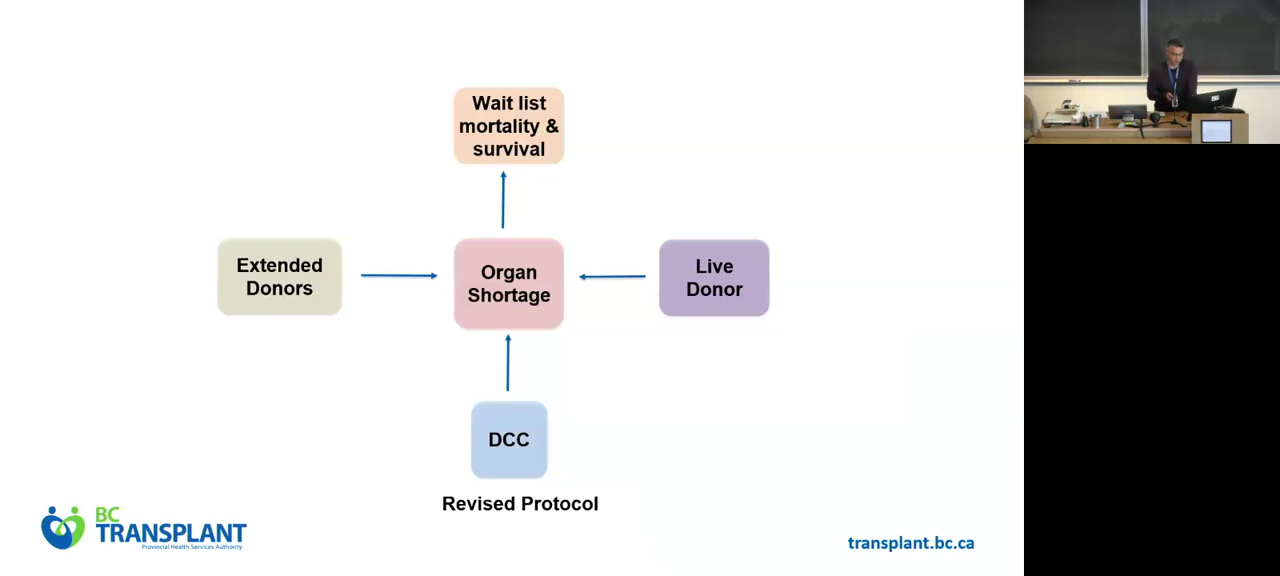 Wait list
mortality &
survival
Extended
Donors
Organ
Shortage
Live
Donor
DCC
Revised Protocol
BC
TRANSPLANT
Provincial Health Services Authority
transplant.bc.ca